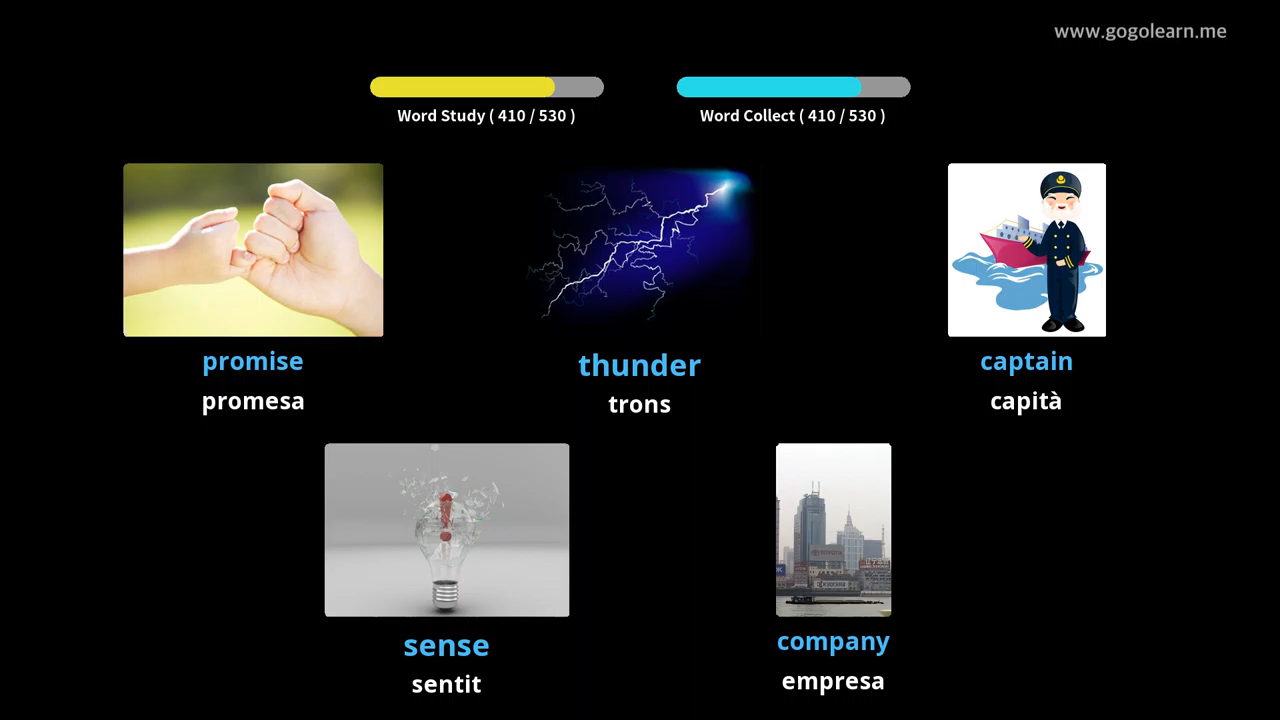 www.gogolearn.me
Word Study ( 410 / 530 )
Word Collect ( 410 / 530 )
promise
promesa
thunder
trons
captain
capità
sense
sentit
company
empresa
TOYOTA